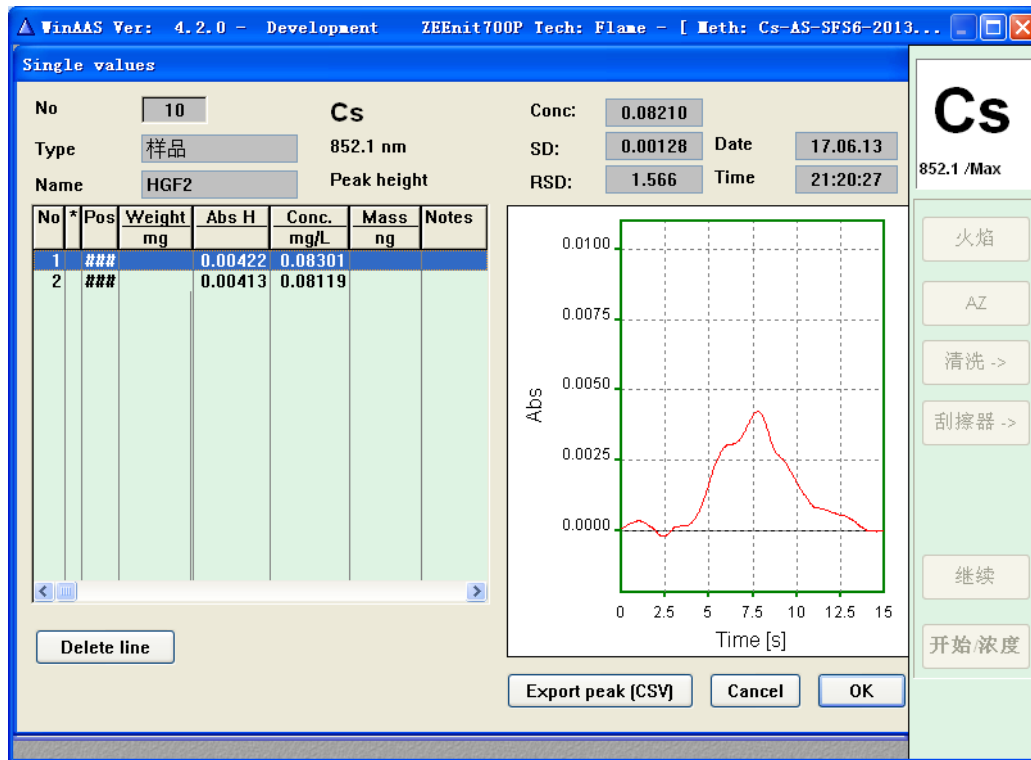 WinAAS Ver: 4.2.0 - Development ZEEnit700P Tech: Flame - [ Meth: Cs-AS-SFS6-2013...
Single values
No 10 Cs Conc: 0.08210
Type 样品 852.1 nm SD: 0.00128 Date 17.06.13
Name HGF2 Peak height RSD: 1.566 Time 21:20:27
Cs
852.1 /Max
No * Pos Weight Abs H Conc. Mass Notes
mg mg/L ng
1 ### 0.00422 0.08301
2 ### 0.00413 0.08119
0.0100
0.0075
0.0050
0.0025
0.0000
Abs
0 2.5 5 7.5 10 12.5 15
Time [s]
火焰
AZ
清洗 ->
刮擦器 ->
继续
开始/浓度
Delete line
Export peak (CSV) Cancel OK